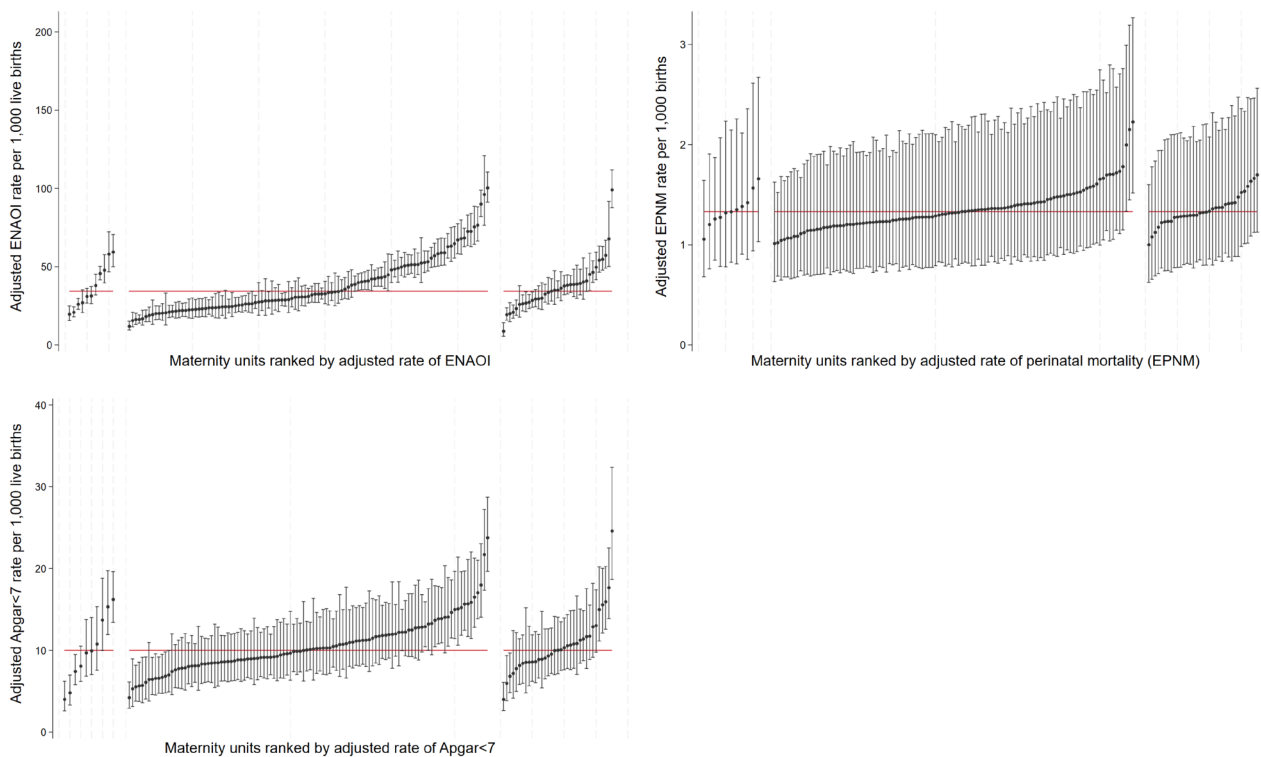 Adjusted ENAOI rate per 1,000 live births
200
150
100
50
0
Maternity units ranked by adjusted rate of ENAOI
Adjusted EPNM rate per 1,000 births
3
2
1
0
Maternity units ranked by adjusted rate of perinatal mortality (EPNM)
Adjusted Apgar<7 rate per 1,000 live births
40
30
20
10
0
Maternity units ranked by adjusted rate of Apgar<7